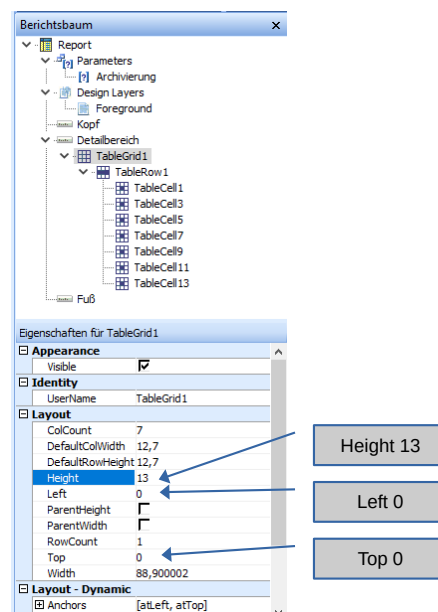 Berichtsbaum
Report
Parameters
Archivierung
Design Layers
Foreground
Kopf
Detailbereich
TableGrid1
TableRow1
TableCell1
TableCell3
TableCell5
TableCell7
TableCell9
TableCell11
TableCell13
Fuß
Eigenschaften für TableGrid1
Appearance
Visible
Identity
UserName TableGrid1
Layout
ColCount 7
DefaultColWidth 12,7
DefaultRowHeight 12,7
Height 13
Left 0
ParentHeight
ParentWidth
RowCount 1
Top 0
Width 88,900002
Layout - Dynamic
Anchors [atLeft, atTop]
Height 13
Left 0
Top 0